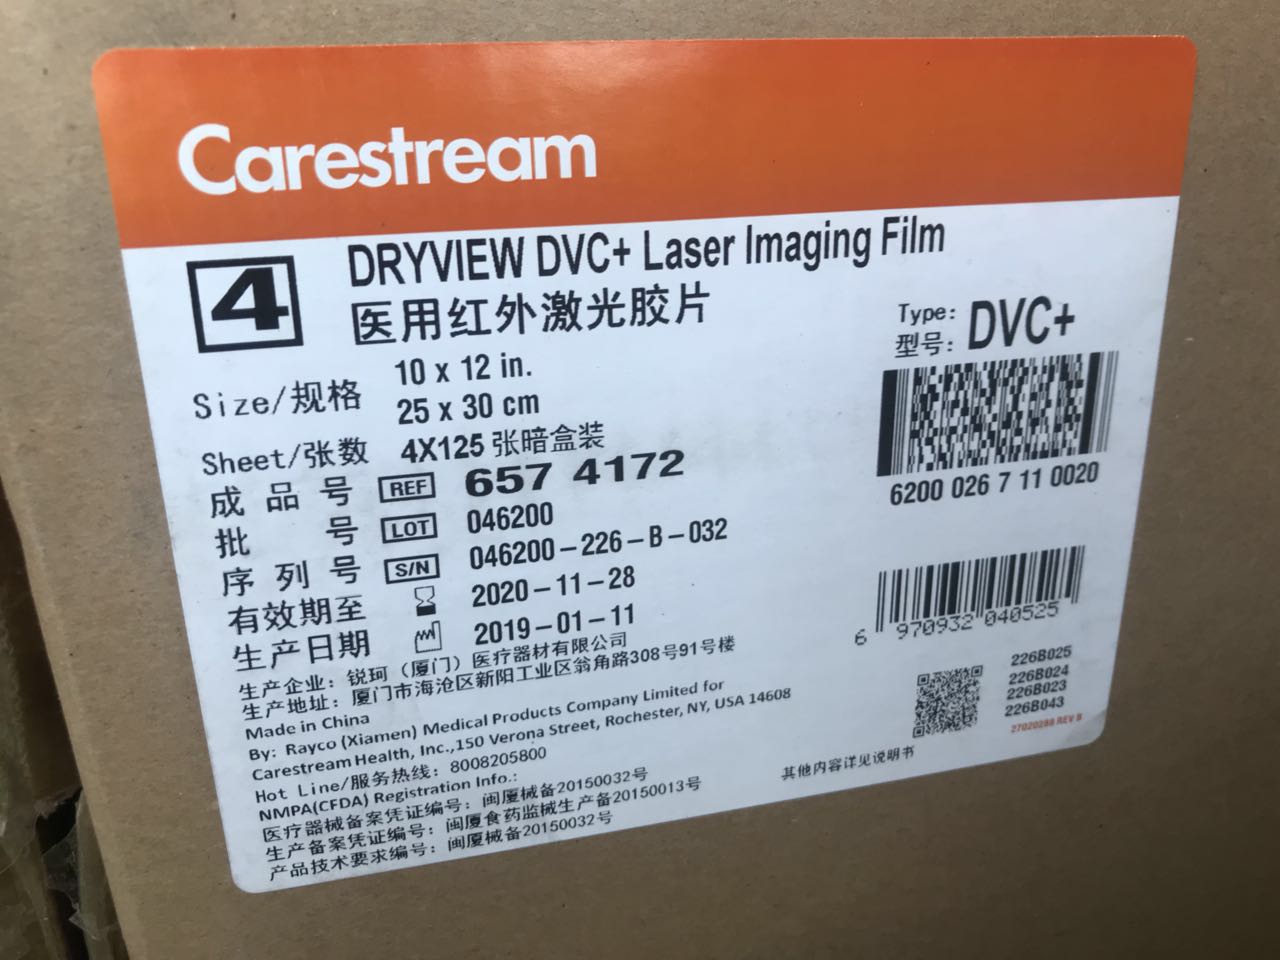 Carestream
4
DRYVIEW DVC+ Laser Imaging Film
医用红外激光胶片
Type:
型号: DVC+
Size/规格 10 x 12 in.
25 x 30 cm
Sheet/张数 4X125 张暗盒装
成品号 REF 657 4172
批号 LOT 046200
序列号 S/N 046200-226-B-032
有效期至 2020-11-28
生产日期 2019-01-11
6200 026 7 11 0020
6 970932 040525
生产企业：锐珂（厦门）医疗器材有限公司
生产地址：厦门市海沧区新阳工业区翁角路308号91号楼
Made in China
By: Rayco (Xiamen) Medical Products Company Limited for
Carestream Health, Inc.,150 Verona Street, Rochester, NY, USA 14608
Hot Line/服务热线：8008205800
NMPA(CFDA) Registration Info.:
医疗器械备案凭证编号：闽厦械备20150032号
生产备案凭证编号：闽厦食药监械生产备20150013号
产品技术要求编号：闽厦械备20150032号
226B025
226B024
226B023
226B043
27020288 REV B
其他内容详见说明书